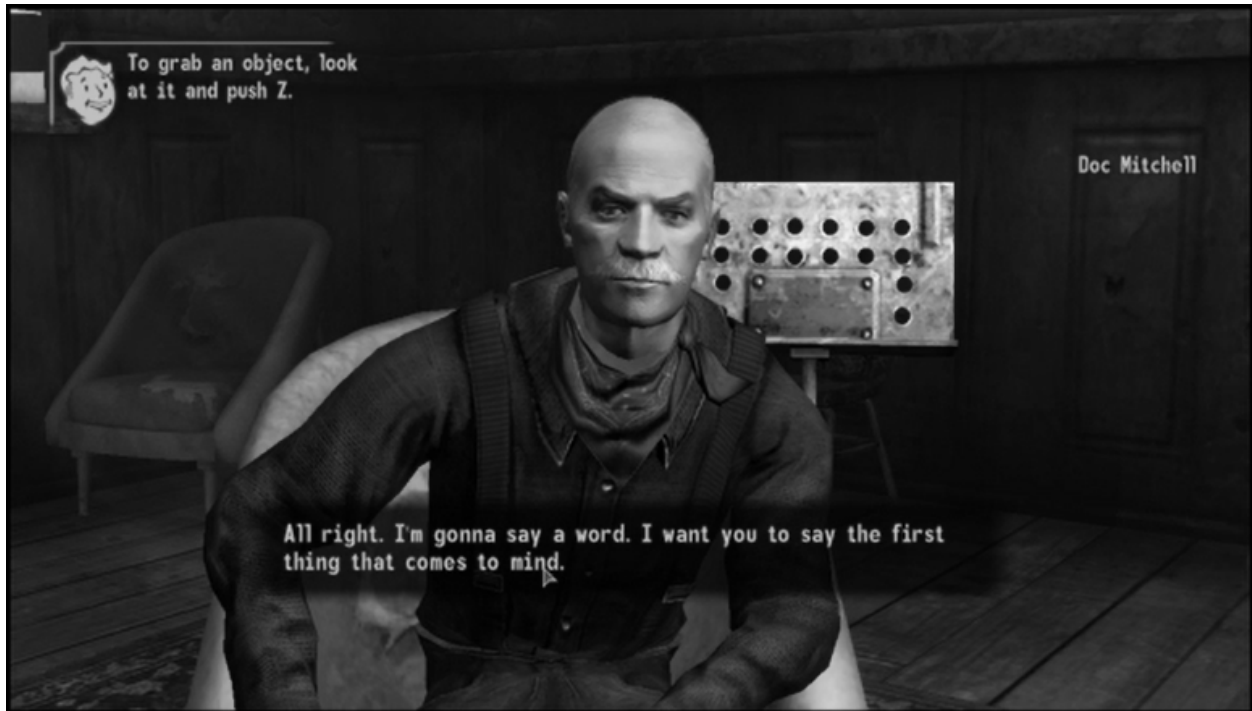 To grab an object, look
at it and push Z.
Doc Mitchell
All right. I'm gonna say a word. I want you to say the first
thing that comes to mind.